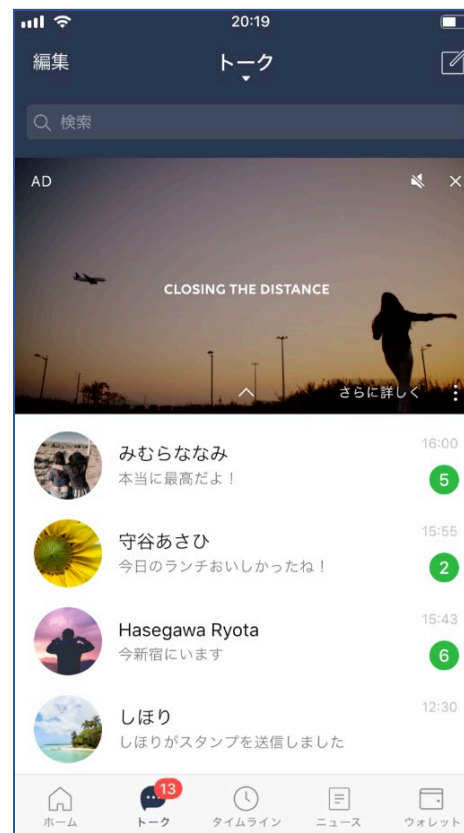 20:19
編集
トーク
検索
AD
CLOSING THE DISTANCE
さらに詳しく
みむらななみ
16:00
本当に最高だよ！
5
守谷あさひ
15:55
今日のランチおいしかったね！
2
Hasegawa Ryota
15:43
今新宿にいます
6
しほり
12:30
しほりがスタンプを送信しました
13
ホーム
トーク
タイムライン
ニュース
ウォレット